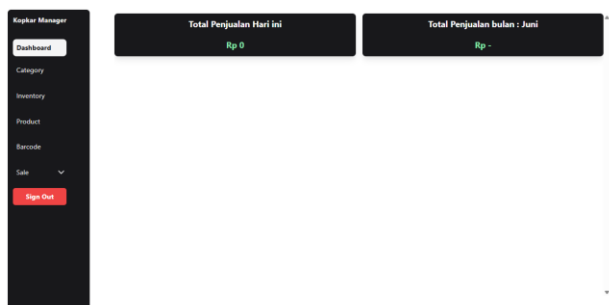 Kopkar Manager
Dashboard
Category
Inventory
Product
Barcode
Sale
Sign Out
Total Penjualan Hari ini
Rp 0
Total Penjualan bulan : Juni
Rp -